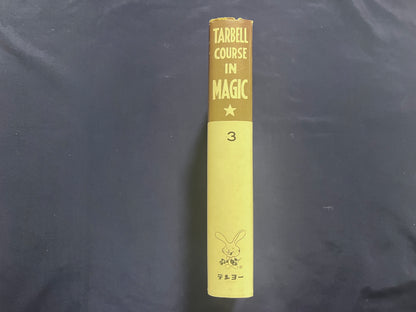 TARBELL
COURSE
IN
MAGIC
3
テンヨー